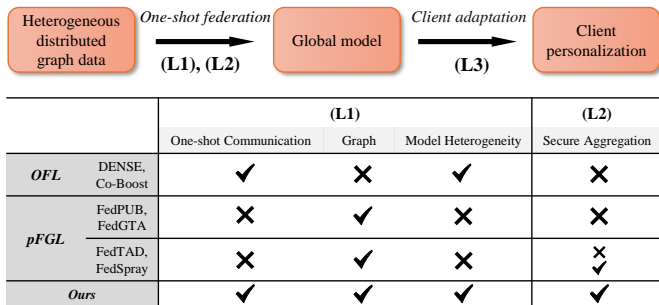 Heterogeneous
distributed
graph data
One-shot federation
(L1), (L2)
Global model
Client adaptation
(L3)
Client
personalization
(L1)
(L2)
One-shot Communication
Graph
Model Heterogeneity
Secure Aggregation
OFL
DENSE,
Co-Boost
pFGL
FedPUB,
FedGTA
FedTAD,
FedSpray
Ours